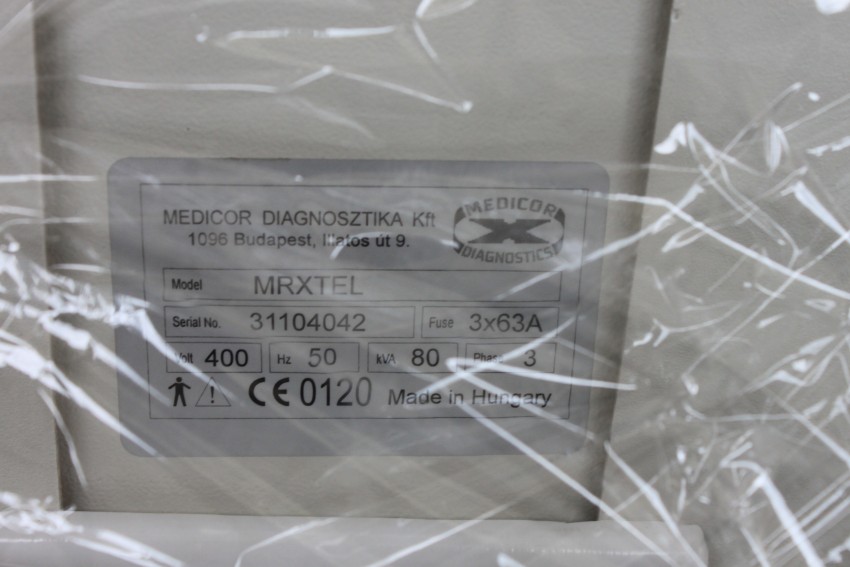 MEDICOR DIAGNOSZTIKA Kft
1096 Budapest, Illatos út 9.
MEDICOR
X
DIAGNOSTICS
Model MRXTEL
Serial No. 31104042 Fuse 3x63A
Volt 400 Hz 50 kVA 80 Phase 3
CE 0120 Made in Hungary